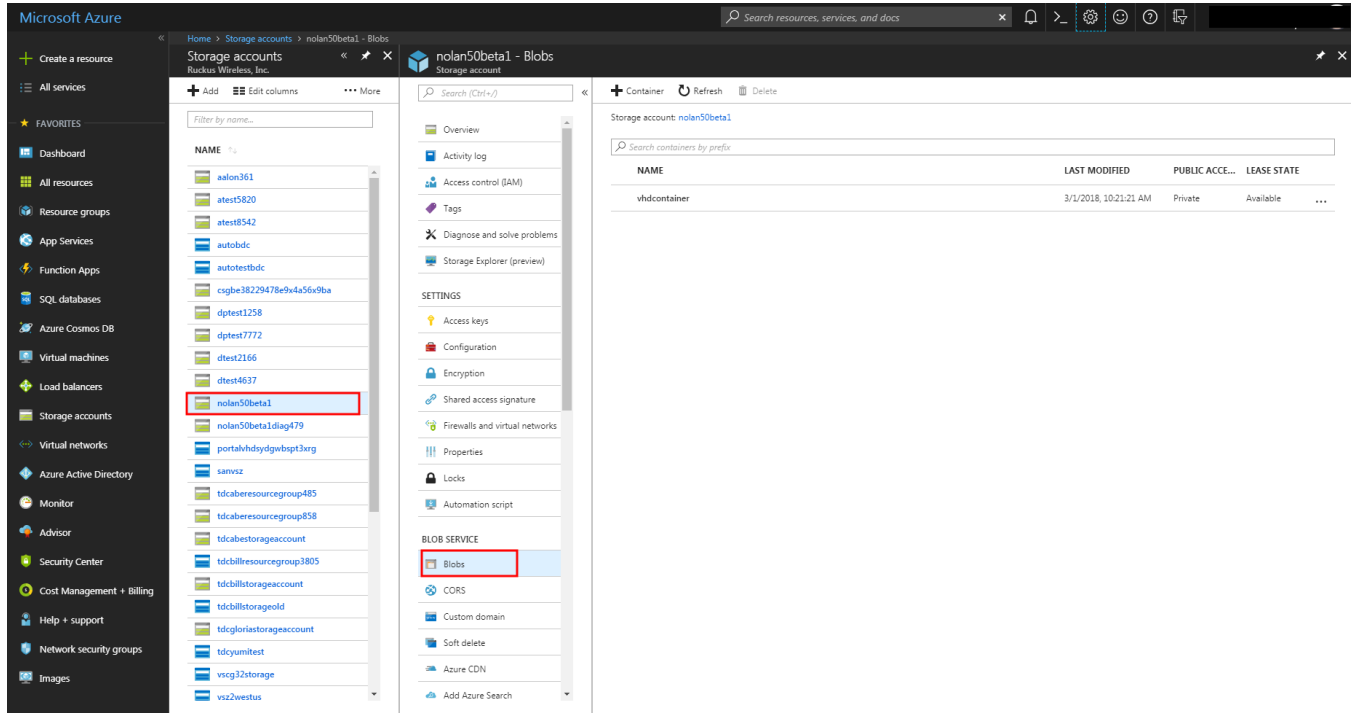 Microsoft Azure
Search resources, services, and docs
Create a resource
All services
FAVORITES
Dashboard
All resources
Resource groups
App Services
Function Apps
SQL databases
Azure Cosmos DB
Virtual machines
Load balancers
Storage accounts
Virtual networks
Azure Active Directory
Monitor
Advisor
Security Center
Cost Management + Billing
Help + support
Network security groups
Images
Home > Storage accounts > nolan50beta1 - Blobs
Storage accounts
Ruckus Wireless, Inc.
Add Edit columns More
Filter by name...
NAME
aalon361
atest5820
atest8542
autobdc
autotestbdc
csgbe38229478e9x4a56x9ba
dptest1258
dptest7772
dtest2166
dtest4637
nolan50beta1
nolan50beta1diag479
portalvhdsydgwbspt3xrg
sanvsz
tdcaberesourcegroup485
tdcaberesourcegroup858
tdcabestorageaccount
tdcbillresourcegroup3805
tdcbillstorageaccount
tdcbillstorageold
tdcgloriastorageaccount
tdcyumitest
vscg32storage
vsz2westus
nolan50beta1 - Blobs
Storage account
Search (Ctrl+/)
Overview
Activity log
Access control (IAM)
Tags
Diagnose and solve problems
Storage Explorer (preview)
SETTINGS
Access keys
Configuration
Encryption
Shared access signature
Firewalls and virtual networks
Properties
Locks
Automation script
BLOB SERVICE
Blobs
CORS
Custom domain
Soft delete
Azure CDN
Add Azure Search
Container Refresh Delete
Storage account: nolan50beta1
Search containers by prefix
NAME LAST MODIFIED PUBLIC ACCE... LEASE STATE
vhdcontainer 3/1/2018, 10:21:21 AM Private Available ...